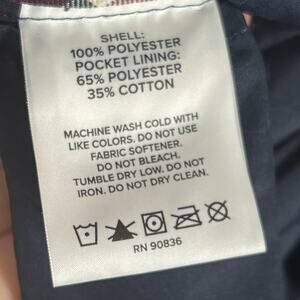 SHELL:
100% POLYESTER
POCKET LINING:
65% POLYESTER
35% COTTON
MACHINE WASH COLD WITH
LIKE COLORS. DO NOT USE
FABRIC SOFTENER.
DO NOT BLEACH.
TUMBLE DRY LOW. DO NOT
IRON. DO NOT DRY CLEAN.
RN 90836